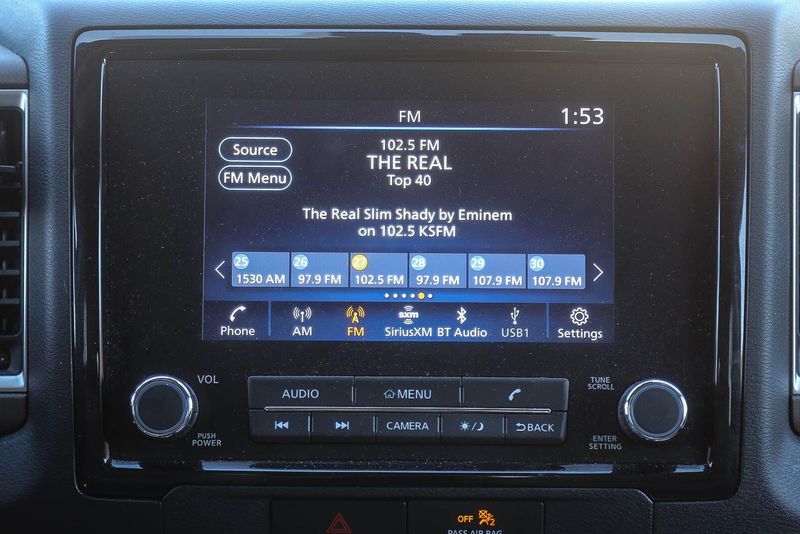 FM 1:53
Source
FM Menu
102.5 FM
THE REAL
Top 40
The Real Slim Shady by Eminem
on 102.5 KSFM
25 26 27 28 29 30
1530 AM 97.9 FM 102.5 FM 97.9 FM 107.9 FM 107.9 FM
sxm
Phone AM FM SiriusXM BT Audio USB1 Settings
VOL
PUSH
POWER
AUDIO MENU
CAMERA BACK
TUNE
SCROLL
ENTER
SETTING
OFF 2
PASS AIR BAG